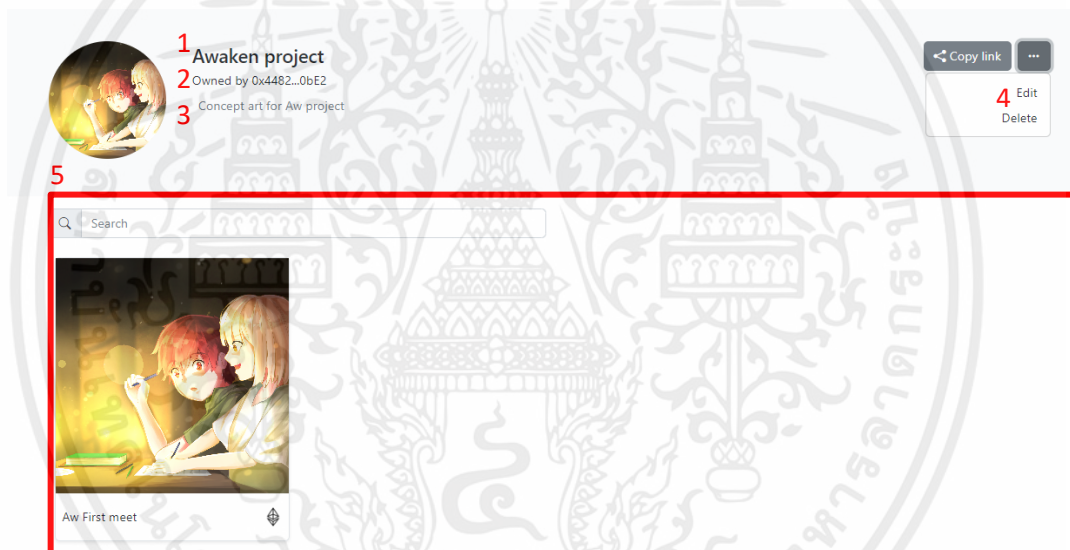 1
Awaken project
2
Owned by 0x4482...0bE2
3
Concept art for Aw project
Copy link
...
4
Edit
Delete
5
Search
Aw First meet